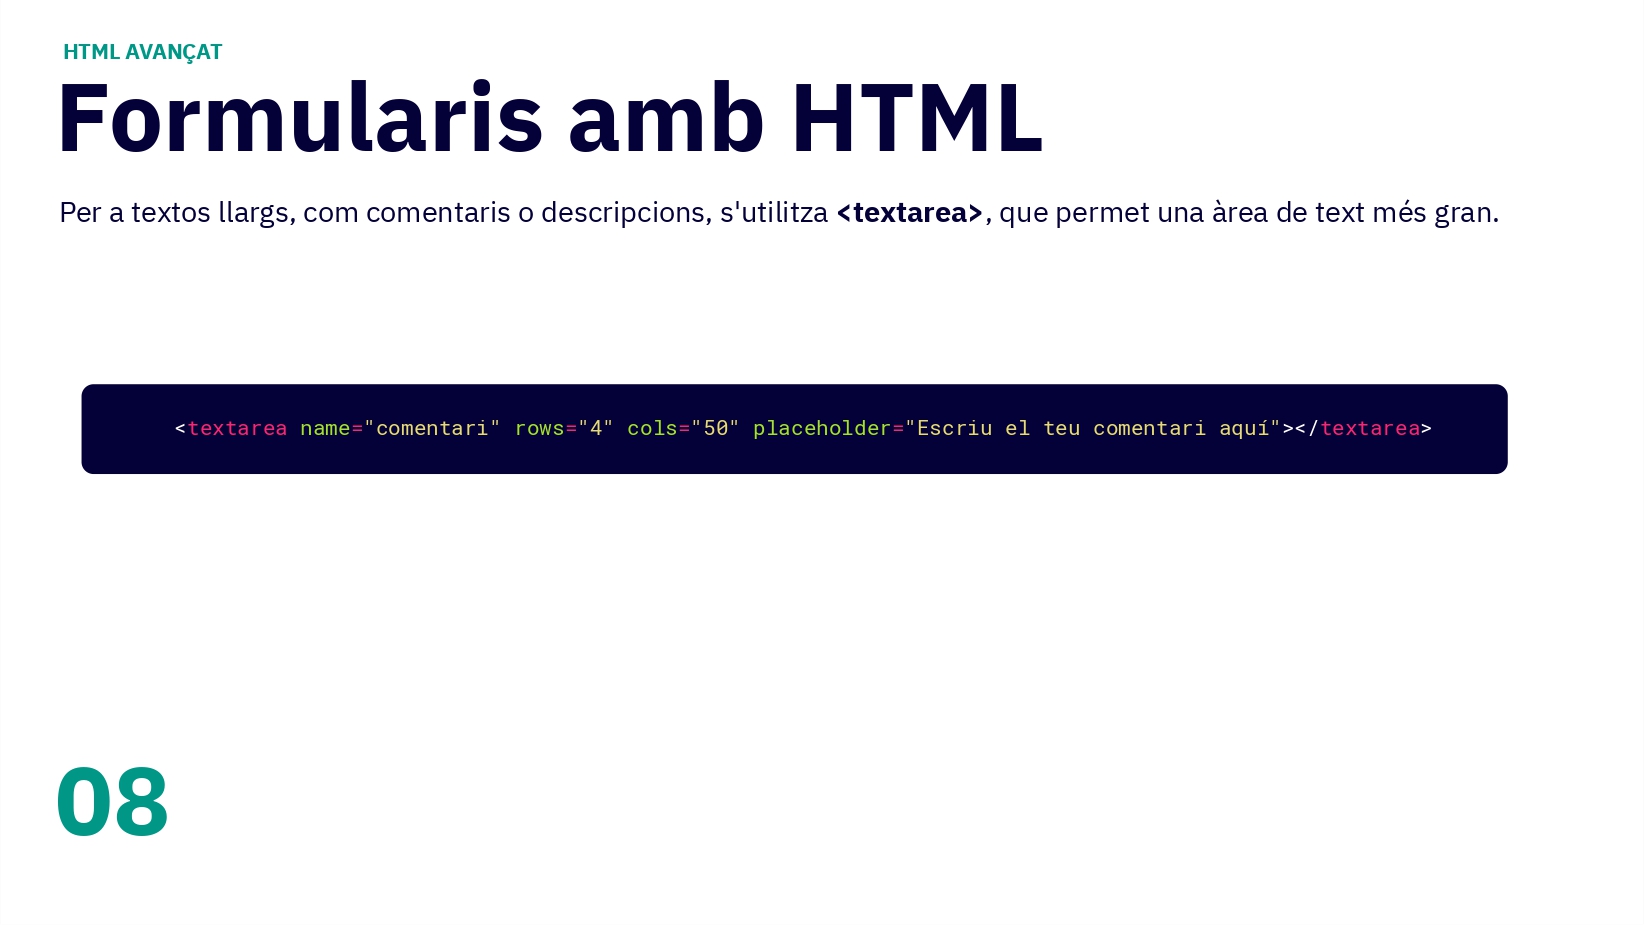 HTML AVANÇAT
Formularis amb HTML
Per a textos llargs, com comentaris o descripcions, s'utilitza <textarea>, que permet una àrea de text més gran.
<textarea name="comentari" rows="4" cols="50" placeholder="Escriu el teu comentari aquí"></textarea>
08